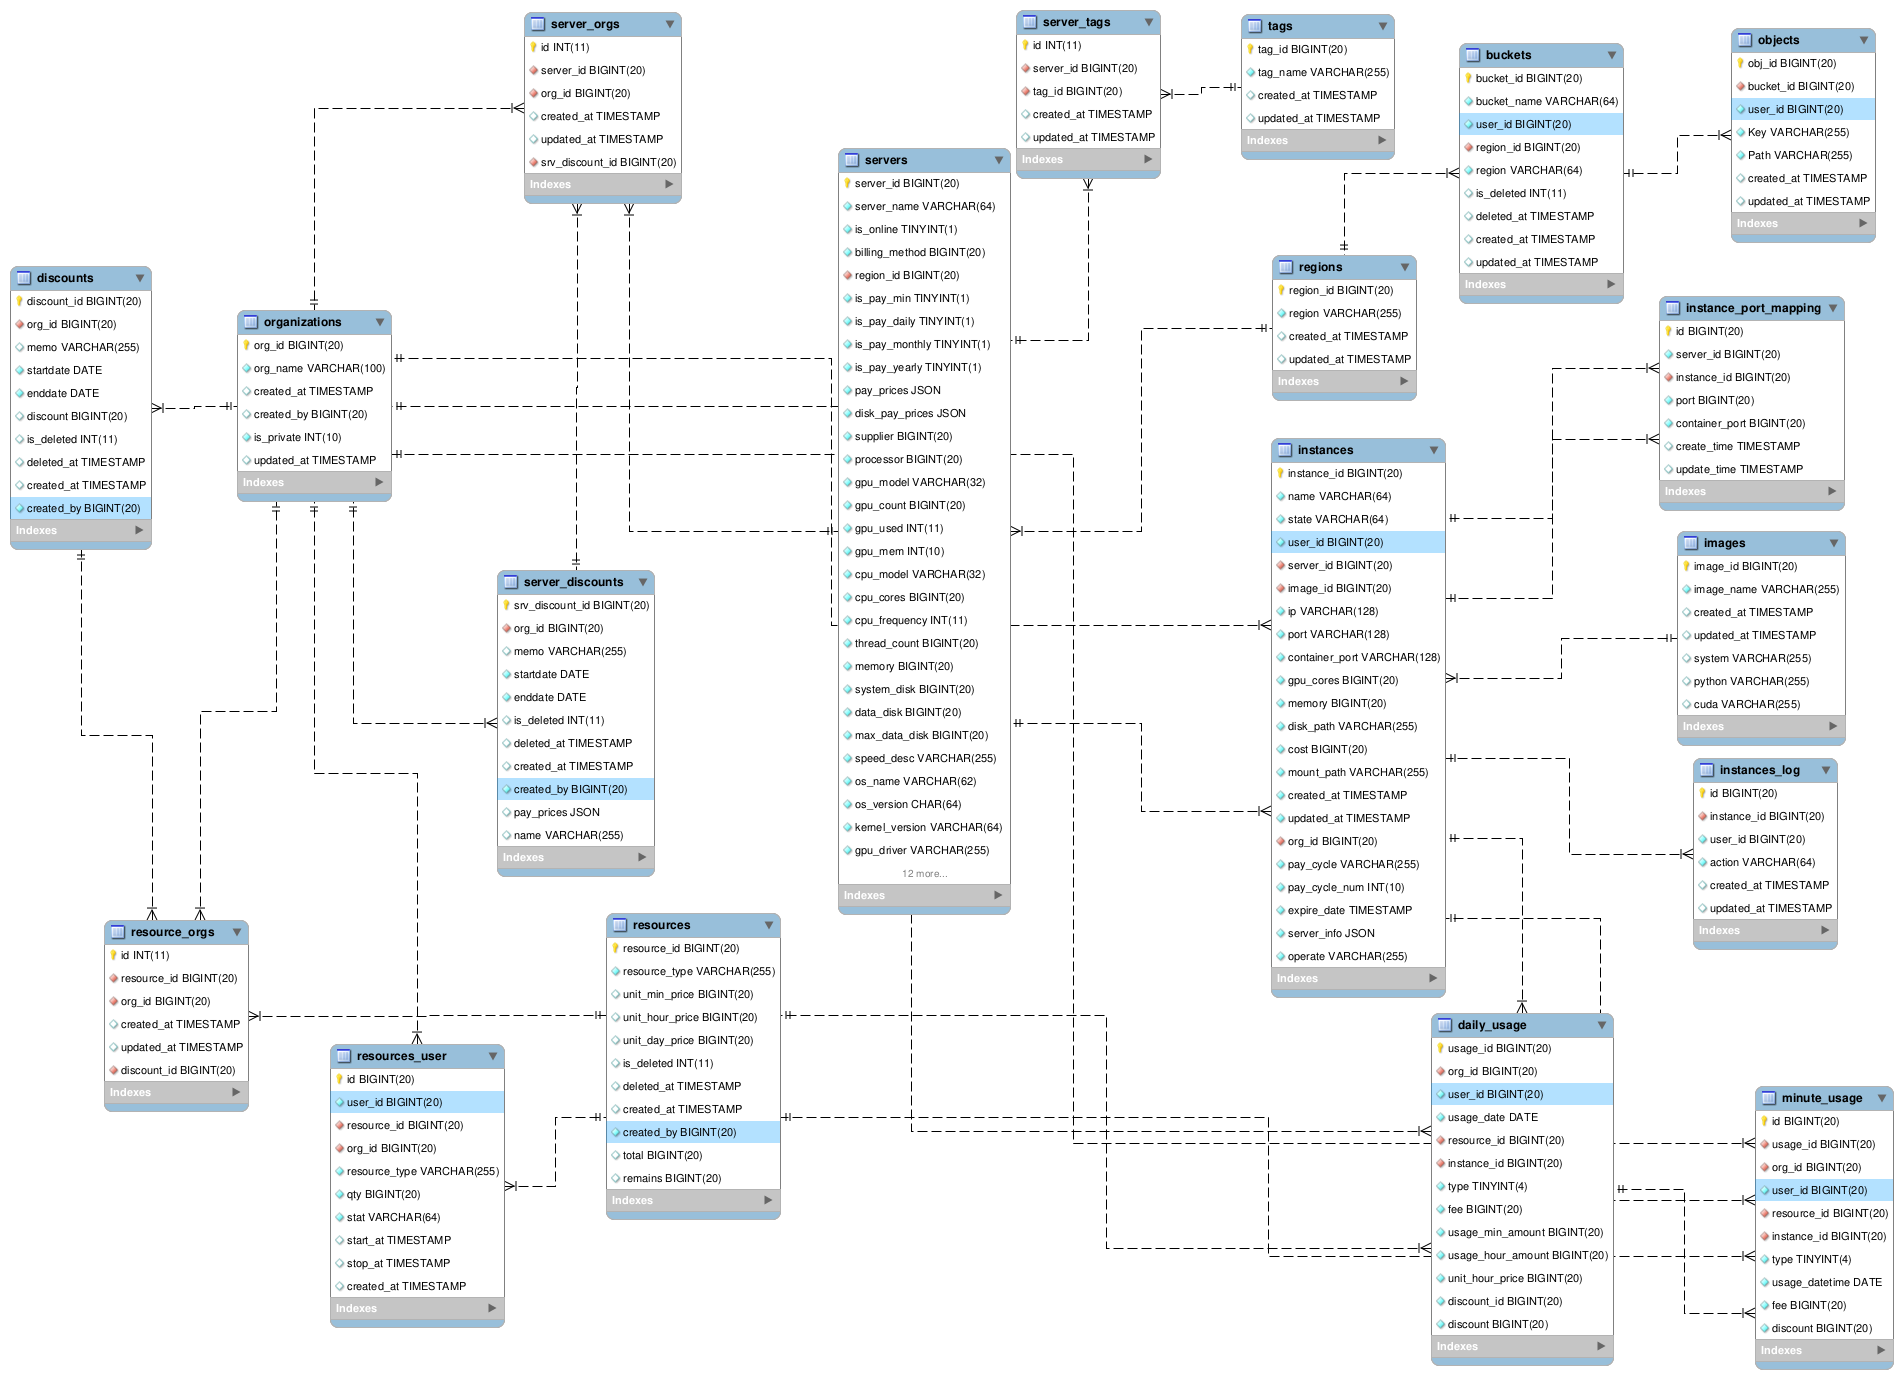 server_orgs
id INT(11)
server_id BIGINT(20)
org_id BIGINT(20)
created_at TIMESTAMP
updated_at TIMESTAMP
srv_discount_id BIGINT(20)
Indexes
server_tags
id INT(11)
server_id BIGINT(20)
tag_id BIGINT(20)
created_at TIMESTAMP
updated_at TIMESTAMP
Indexes
tags
tag_id BIGINT(20)
tag_name VARCHAR(255)
created_at TIMESTAMP
updated_at TIMESTAMP
Indexes
buckets
bucket_id BIGINT(20)
bucket_name VARCHAR(64)
user_id BIGINT(20)
region_id BIGINT(20)
region VARCHAR(64)
is_deleted INT(11)
deleted_at TIMESTAMP
created_at TIMESTAMP
updated_at TIMESTAMP
Indexes
objects
obj_id BIGINT(20)
bucket_id BIGINT(20)
user_id BIGINT(20)
Key VARCHAR(255)
Path VARCHAR(255)
created_at TIMESTAMP
updated_at TIMESTAMP
Indexes
discounts
discount_id BIGINT(20)
org_id BIGINT(20)
memo VARCHAR(255)
startdate DATE
enddate DATE
discount BIGINT(20)
is_deleted INT(11)
deleted_at TIMESTAMP
created_at TIMESTAMP
created_by BIGINT(20)
Indexes
organizations
org_id BIGINT(20)
org_name VARCHAR(100)
created_at TIMESTAMP
created_by BIGINT(20)
is_private INT(10)
updated_at TIMESTAMP
Indexes
servers
server_id BIGINT(20)
server_name VARCHAR(64)
is_online TINYINT(1)
billing_method BIGINT(20)
region_id BIGINT(20)
is_pay_min TINYINT(1)
is_pay_daily TINYINT(1)
is_pay_monthly TINYINT(1)
is_pay_yearly TINYINT(1)
pay_prices JSON
disk_pay_prices JSON
supplier BIGINT(20)
processor BIGINT(20)
gpu_model VARCHAR(32)
gpu_count BIGINT(20)
gpu_used INT(11)
gpu_mem INT(10)
cpu_model VARCHAR(32)
cpu_cores BIGINT(20)
cpu_frequency INT(11)
thread_count BIGINT(20)
memory BIGINT(20)
system_disk BIGINT(20)
data_disk BIGINT(20)
max_data_disk BIGINT(20)
speed_desc VARCHAR(255)
os_name VARCHAR(62)
os_version CHAR(64)
kernel_version VARCHAR(64)
gpu_driver VARCHAR(255)
12 more...
Indexes
regions
region_id BIGINT(20)
region VARCHAR(255)
created_at TIMESTAMP
updated_at TIMESTAMP
Indexes
instance_port_mapping
id BIGINT(20)
server_id BIGINT(20)
instance_id BIGINT(20)
port BIGINT(20)
container_port BIGINT(20)
create_time TIMESTAMP
update_time TIMESTAMP
Indexes
instances
instance_id BIGINT(20)
name VARCHAR(64)
state VARCHAR(64)
user_id BIGINT(20)
server_id BIGINT(20)
image_id BIGINT(20)
ip VARCHAR(128)
port VARCHAR(128)
container_port VARCHAR(128)
gpu_cores BIGINT(20)
memory BIGINT(20)
disk_path VARCHAR(255)
cost BIGINT(20)
mount_path VARCHAR(255)
created_at TIMESTAMP
updated_at TIMESTAMP
org_id BIGINT(20)
pay_cycle VARCHAR(255)
pay_cycle_num INT(10)
expire_date TIMESTAMP
server_info JSON
operate VARCHAR(255)
Indexes
images
image_id BIGINT(20)
image_name VARCHAR(255)
created_at TIMESTAMP
updated_at TIMESTAMP
system VARCHAR(255)
python VARCHAR(255)
cuda VARCHAR(255)
Indexes
server_discounts
srv_discount_id BIGINT(20)
org_id BIGINT(20)
memo VARCHAR(255)
startdate DATE
enddate DATE
is_deleted INT(11)
deleted_at TIMESTAMP
created_at TIMESTAMP
created_by BIGINT(20)
pay_prices JSON
name VARCHAR(255)
Indexes
instances_log
id BIGINT(20)
instance_id BIGINT(20)
user_id BIGINT(20)
action VARCHAR(64)
created_at TIMESTAMP
updated_at TIMESTAMP
Indexes
resource_orgs
id INT(11)
resource_id BIGINT(20)
org_id BIGINT(20)
created_at TIMESTAMP
updated_at TIMESTAMP
discount_id BIGINT(20)
Indexes
resources_user
id BIGINT(20)
user_id BIGINT(20)
resource_id BIGINT(20)
org_id BIGINT(20)
resource_type VARCHAR(255)
qty BIGINT(20)
stat VARCHAR(64)
start_at TIMESTAMP
stop_at TIMESTAMP
created_at TIMESTAMP
Indexes
resources
resource_id BIGINT(20)
resource_type VARCHAR(255)
unit_min_price BIGINT(20)
unit_hour_price BIGINT(20)
unit_day_price BIGINT(20)
is_deleted INT(11)
deleted_at TIMESTAMP
created_at TIMESTAMP
created_by BIGINT(20)
total BIGINT(20)
remains BIGINT(20)
Indexes
daily_usage
usage_id BIGINT(20)
org_id BIGINT(20)
user_id BIGINT(20)
usage_date DATE
resource_id BIGINT(20)
instance_id BIGINT(20)
type TINYINT(4)
fee BIGINT(20)
usage_min_amount BIGINT(20)
usage_hour_amount BIGINT(20)
unit_hour_price BIGINT(20)
discount_id BIGINT(20)
discount BIGINT(20)
Indexes
minute_usage
id BIGINT(20)
usage_id BIGINT(20)
org_id BIGINT(20)
user_id BIGINT(20)
resource_id BIGINT(20)
instance_id BIGINT(20)
type TINYINT(4)
usage_datetime DATE
fee BIGINT(20)
discount BIGINT(20)
Indexes